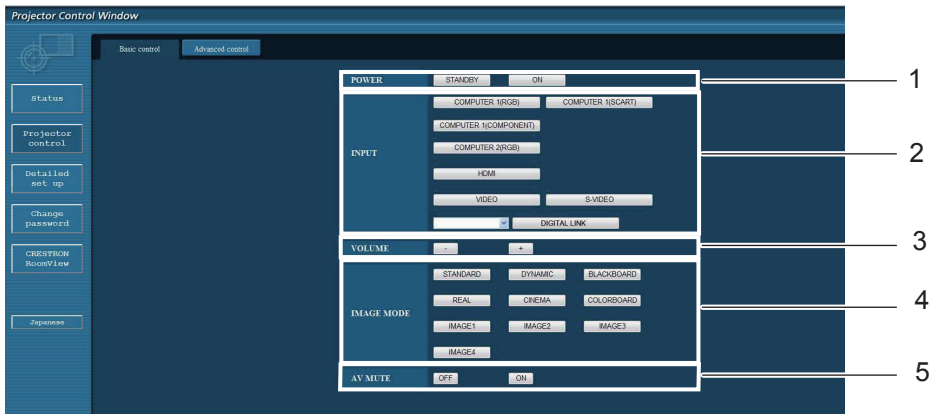 Projector Control Window
Basic control Advanced control
POWER STANDBY ON 1
Status
COMPUTER 1(RGB) COMPUTER 1(SCART)
COMPUTER 1(COMPONENT)
Projector
control
COMPUTER 2(RGB)
INPUT 2
HDMI
Detailed
set up
VIDEO S-VIDEO
DIGITAL LINK
Change
password
VOLUME - + 3
CRESTRON
RoomView
STANDARD DYNAMIC BLACKBOARD
REAL CINEMA COLORBOARD
IMAGE MODE 4
IMAGE1 IMAGE2 IMAGE3
Japanese
IMAGE4
AV MUTE OFF ON 5